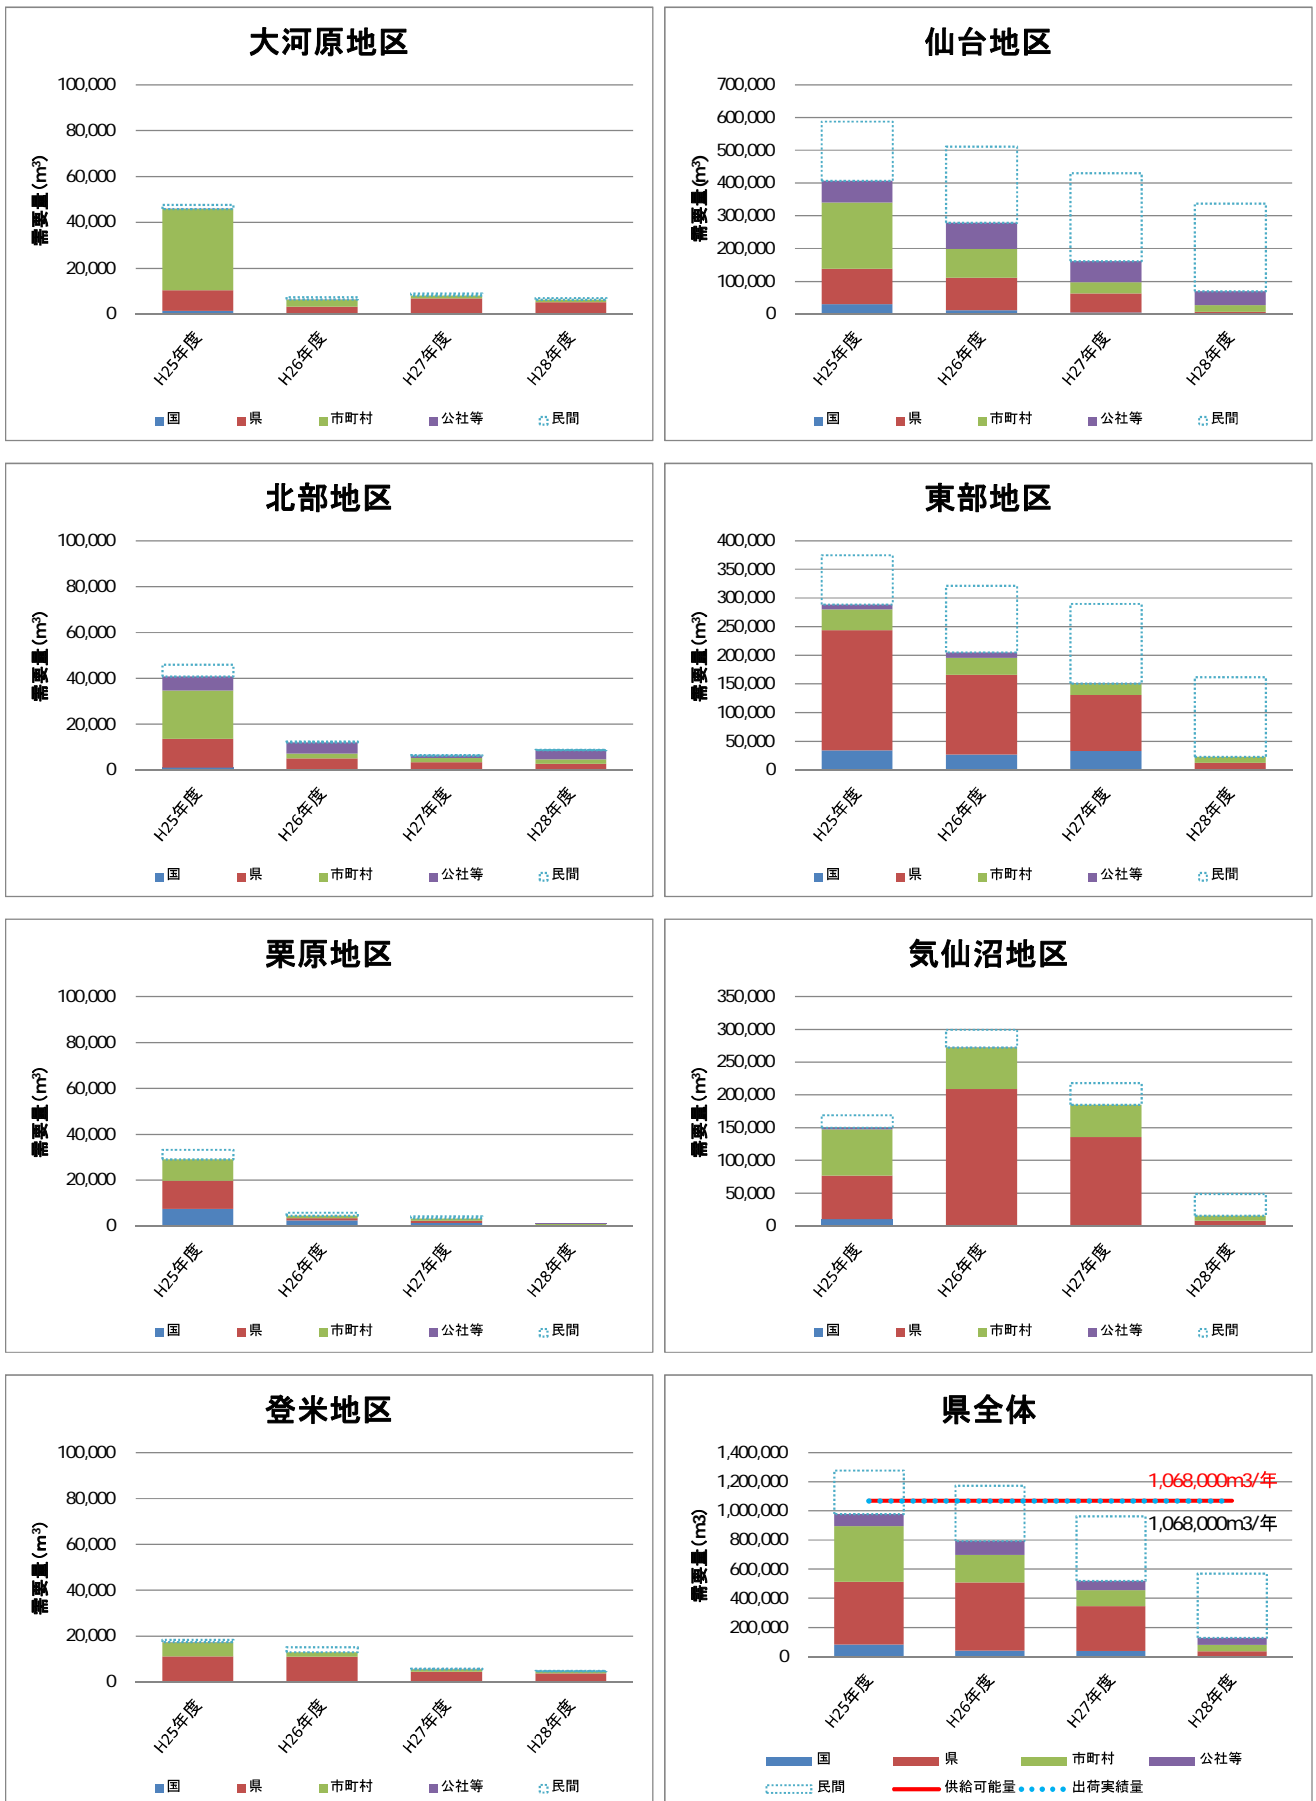 大河原地区
100,000
80,000
60,000
40,000
20,000
0
需要量(m³)
H25年度
H26年度
H27年度
H28年度
国 県 市町村 公社等 民間
仙台地区
700,000
600,000
500,000
400,000
300,000
200,000
100,000
0
需要量(m³)
H25年度
H26年度
H27年度
H28年度
国 県 市町村 公社等 民間
北部地区
100,000
80,000
60,000
40,000
20,000
0
需要量(m³)
H25年度
H26年度
H27年度
H28年度
国 県 市町村 公社等 民間
東部地区
400,000
350,000
300,000
250,000
200,000
150,000
100,000
50,000
0
需要量(m³)
H25年度
H26年度
H27年度
H28年度
国 県 市町村 公社等 民間
栗原地区
100,000
80,000
60,000
40,000
20,000
0
需要量(m³)
H25年度
H26年度
H27年度
H28年度
国 県 市町村 公社等 民間
気仙沼地区
350,000
300,000
250,000
200,000
150,000
100,000
50,000
0
需要量(m³)
H25年度
H26年度
H27年度
H28年度
国 県 市町村 公社等 民間
登米地区
100,000
80,000
60,000
40,000
20,000
0
需要量(m³)
H25年度
H26年度
H27年度
H28年度
国 県 市町村 公社等 民間
県全体
1,400,000
1,200,000
1,000,000
800,000
600,000
400,000
200,000
0
需要量(m3)
1,068,000m3/年
1,068,000m3/年
H25年度
H26年度
H27年度
H28年度
国 県 市町村 公社等
民間 供給可能量 出荷実績量